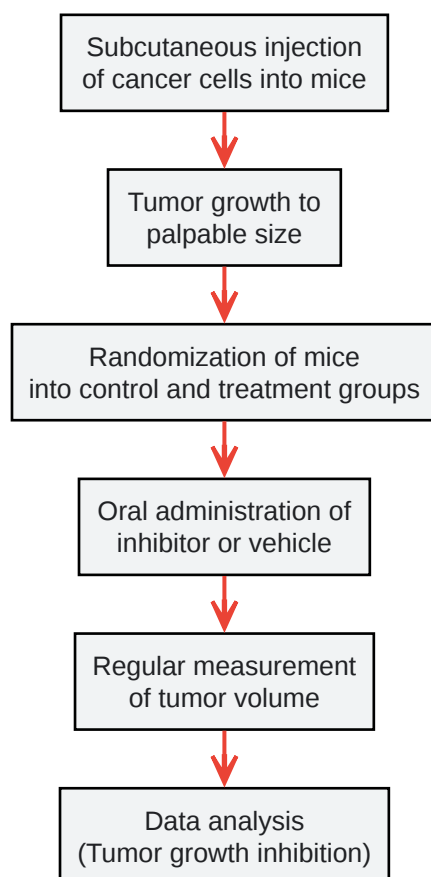 Subcutaneous injection
of cancer cells into mice
Tumor growth to
palpable size
Randomization of mice
into control and treatment groups
Oral administration of
inhibitor or vehicle
Regular measurement
of tumor volume
Data analysis
(Tumor growth inhibition)